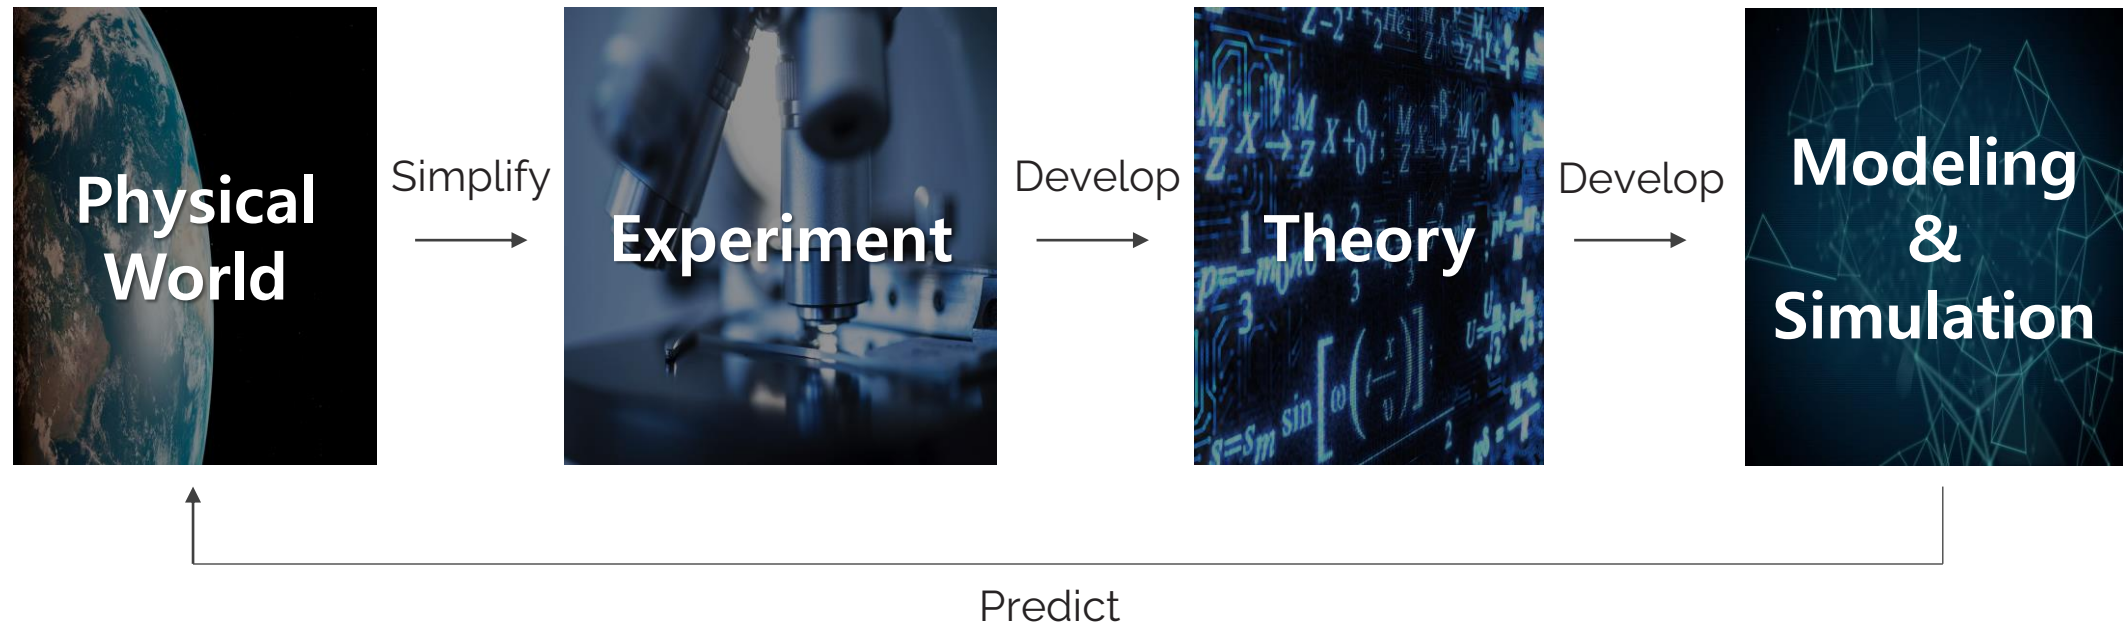 Physical
World
Simplify
Experiment
Develop
Theory
Develop
Modeling
&
Simulation
Predict